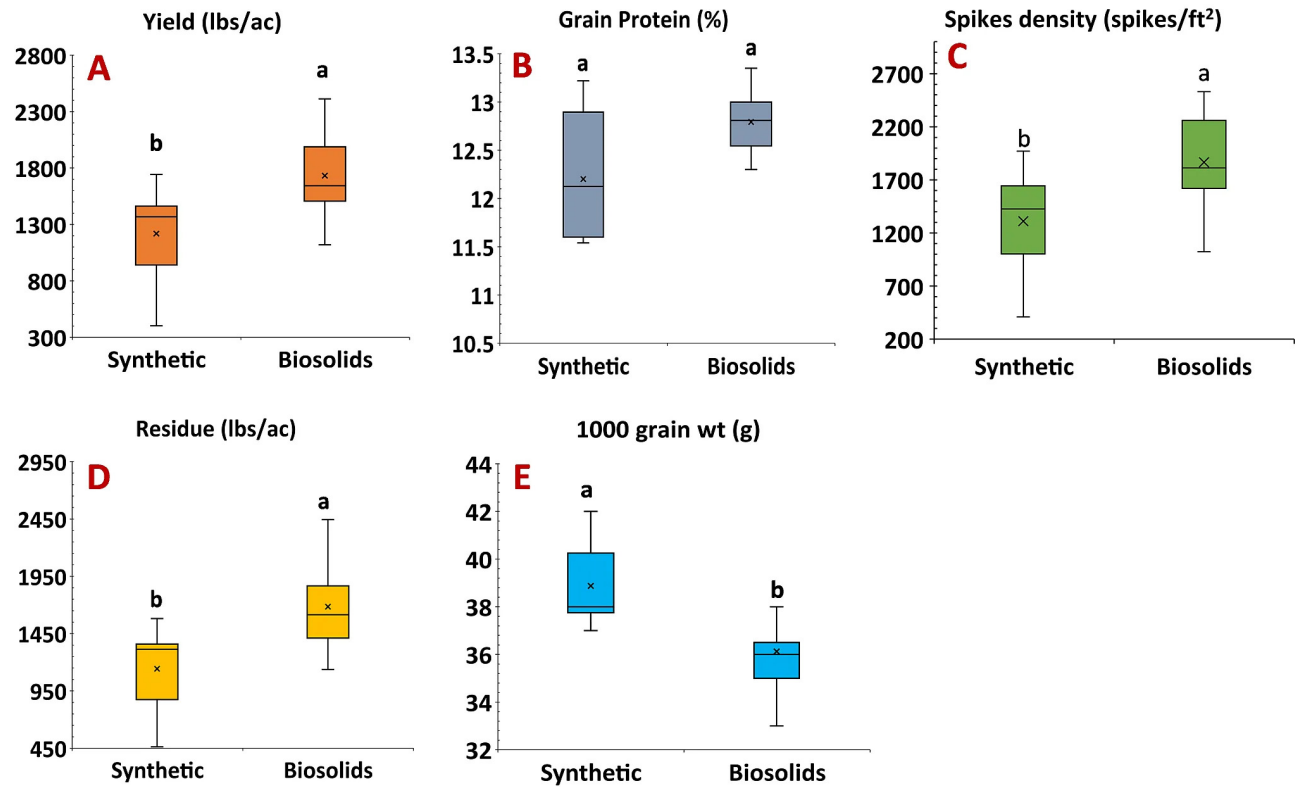 Yield (lbs/ac)
A
2800
2300
1800
1300
800
300
b
a
Synthetic
Biosolids
Grain Protein (%)
B
13.5
13
12.5
12
11.5
11
10.5
a
a
Synthetic
Biosolids
Spikes density (spikes/ft²)
C
2700
2200
1700
1200
700
200
b
a
Synthetic
Biosolids
Residue (lbs/ac)
D
2950
2450
1950
1450
950
450
b
a
Synthetic
Biosolids
1000 grain wt (g)
E
44
42
40
38
36
34
32
a
b
Synthetic
Biosolids